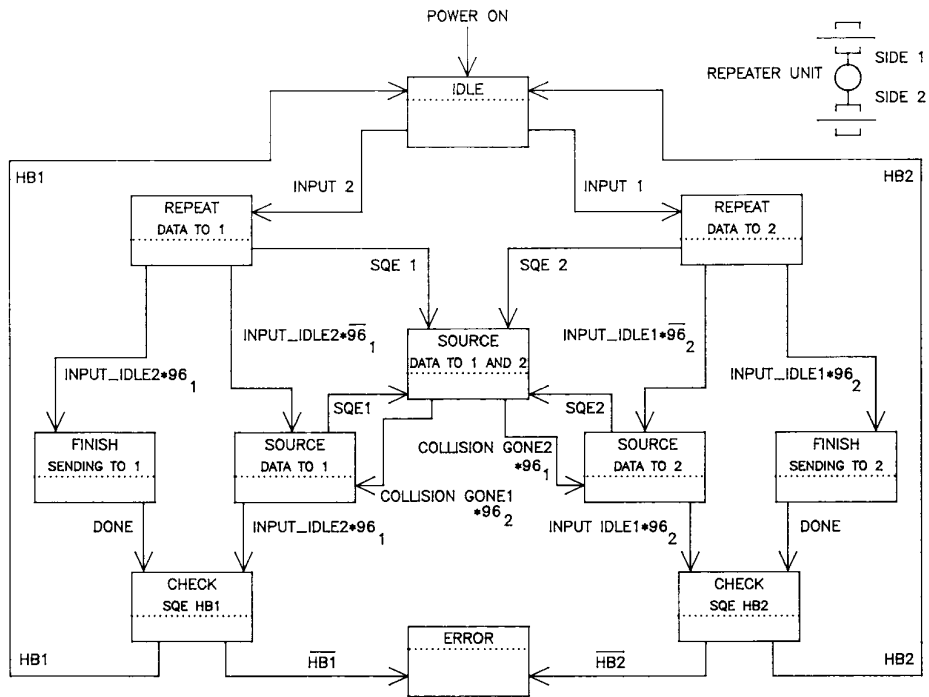 POWER ON
IDLE
REPEATER UNIT
SIDE 1
SIDE 2
HB1
HB2
INPUT 2
INPUT 1
REPEAT
DATA TO 1
REPEAT
DATA TO 2
SQE 1
SQE 2
INPUT_IDLE2*96̅₁
INPUT_IDLE1*96̅₂
SOURCE
DATA TO 1 AND 2
INPUT_IDLE2*96₁
INPUT_IDLE1*96₂
SQE1
SQE2
FINISH
SENDING TO 1
SOURCE
DATA TO 1
COLLISION GONE2
*96₁
SOURCE
DATA TO 2
FINISH
SENDING TO 2
COLLISION GONE1
*96₂
DONE
INPUT_IDLE2*96₁
INPUT IDLE1*96₂
DONE
CHECK
SQE HB1
CHECK
SQE HB2
ERROR
HB1
H̅B̅1̅
H̅B̅2̅
HB2